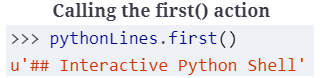 Calling the first() action
>>> pythonLines.first()
u'## Interactive Python Shell'